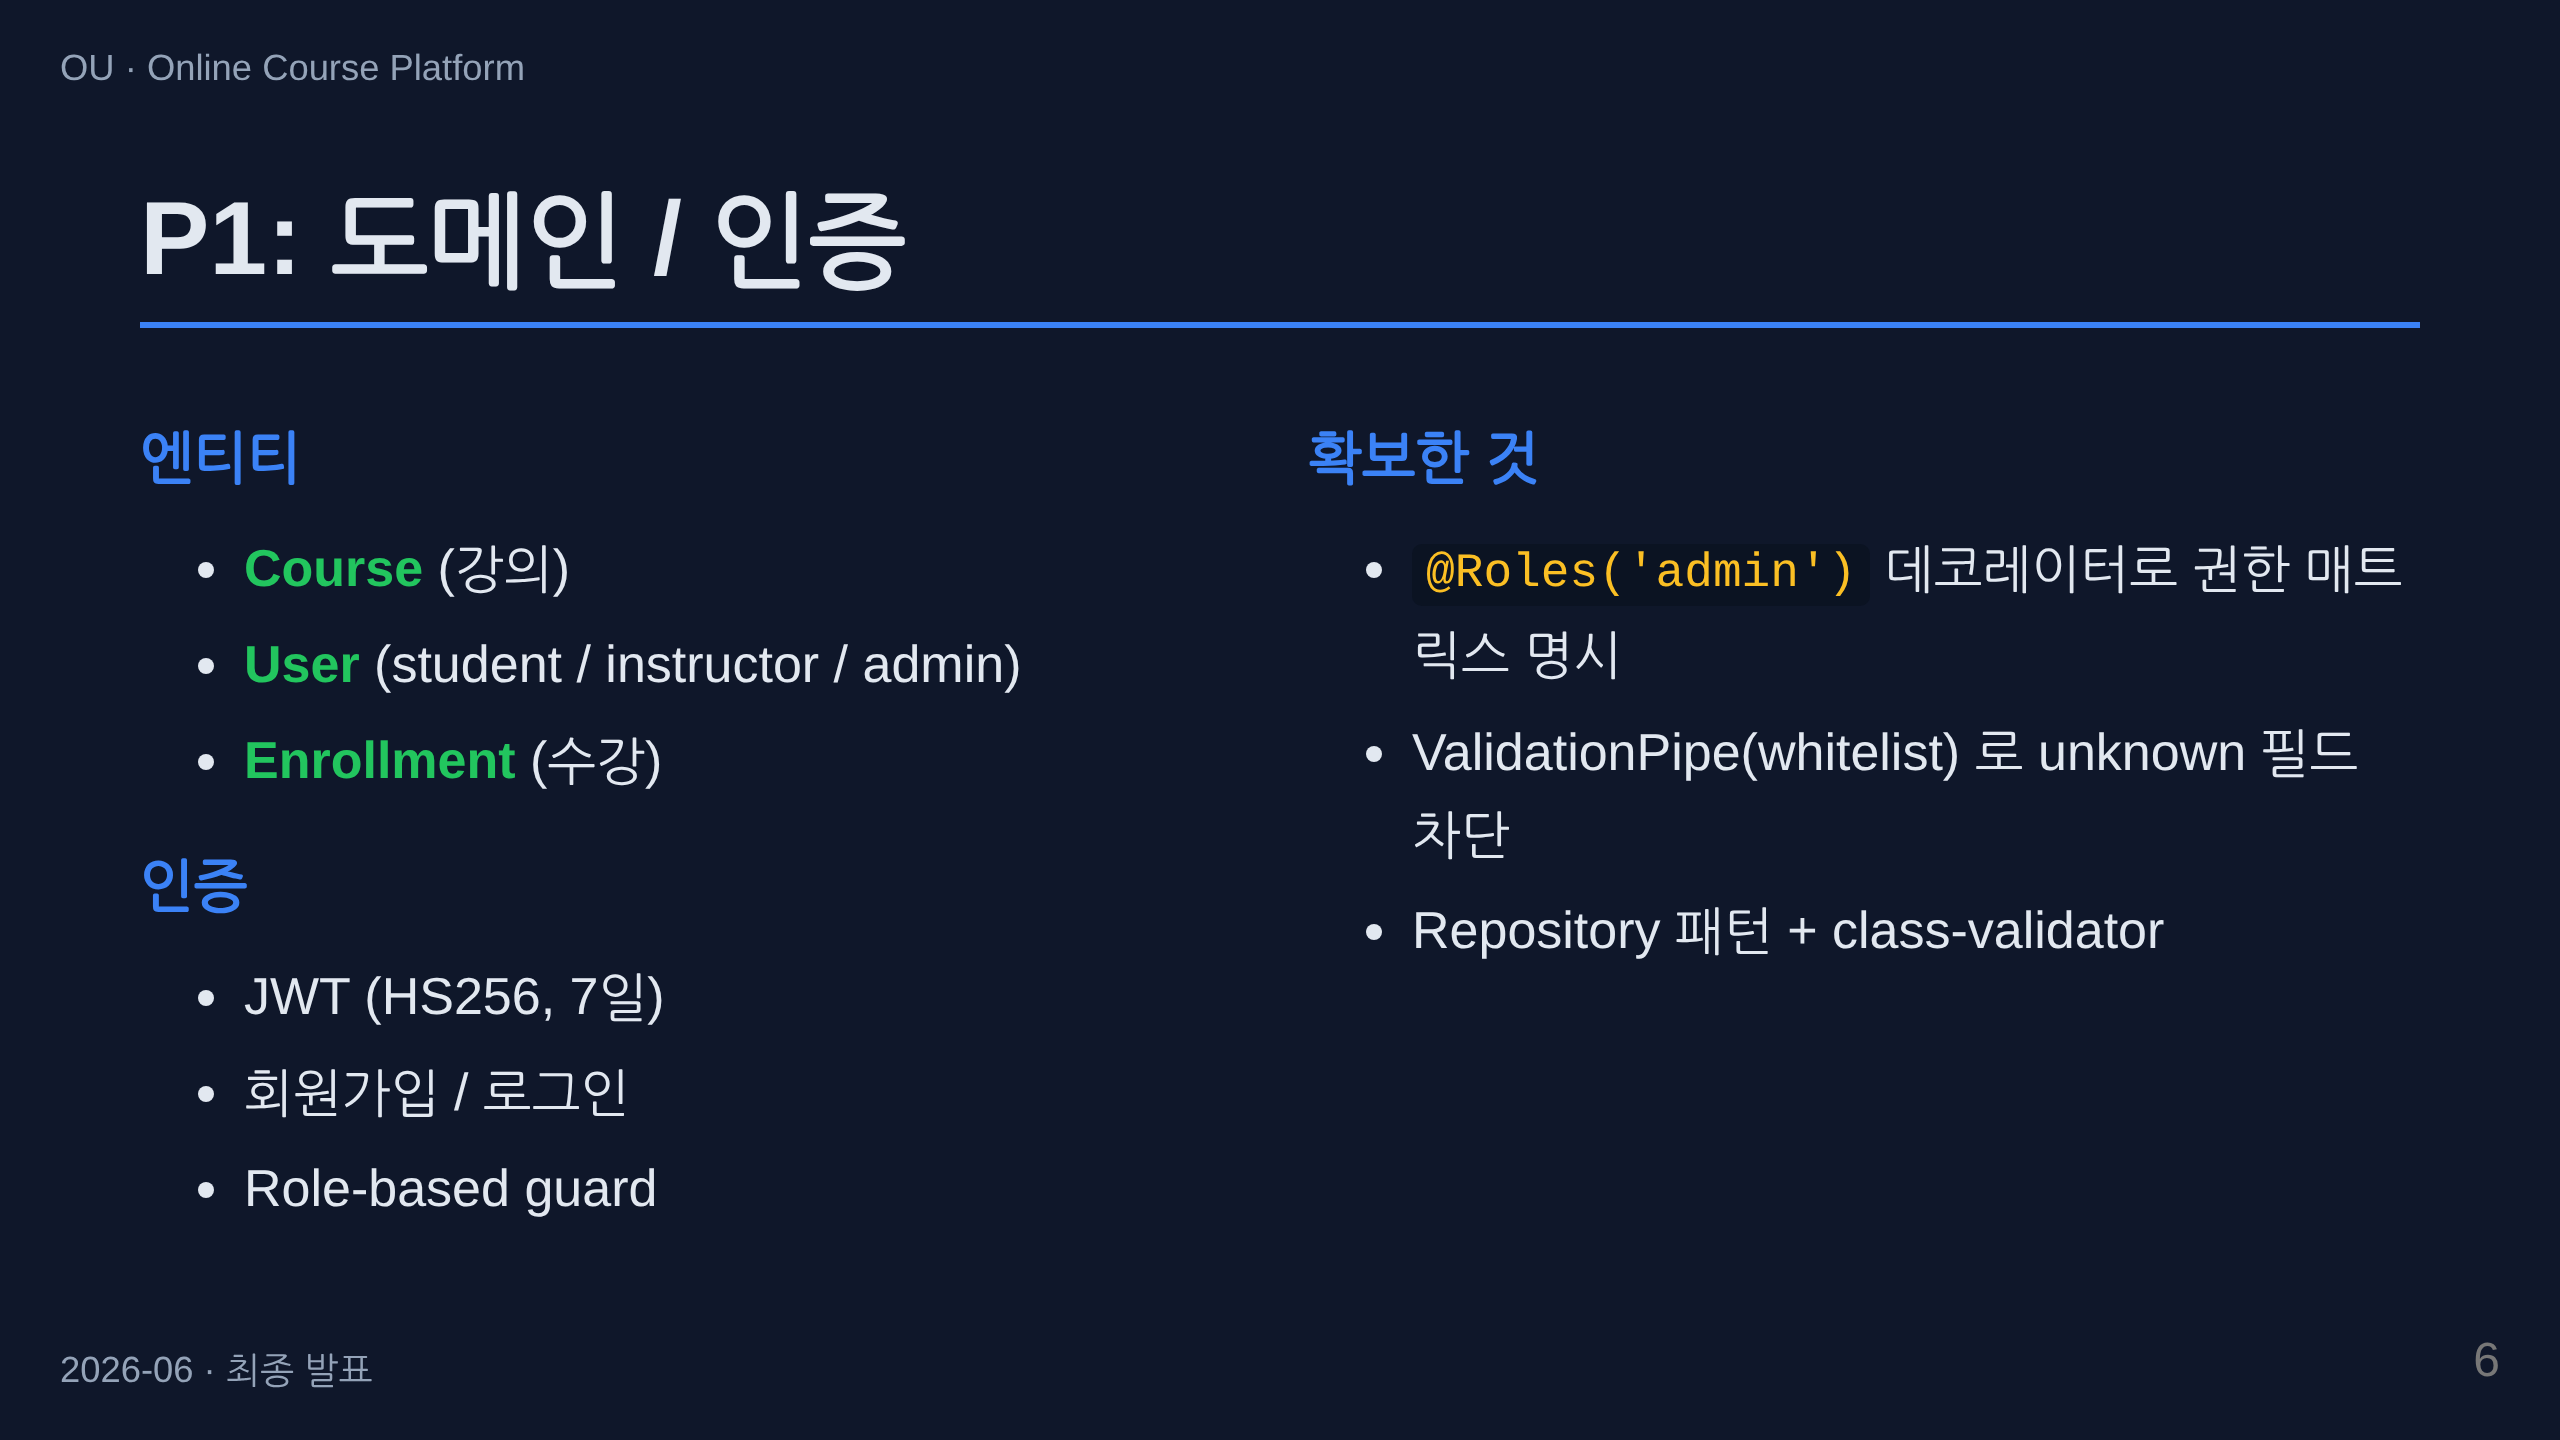 OU · Online Course Platform
P1: 도메인 / 인증
엔티티
Course (강의)
User (student / instructor / admin)
Enrollment (수강)
인증
JWT (HS256, 7일)
회원가입 / 로그인
Role-based guard
확보한 것
@Roles('admin') 데코레이터로 권한 매트
릭스 명시
ValidationPipe(whitelist) 로 unknown 필드
차단
Repository 패턴 + class-validator
2026-06 · 최종 발표
6